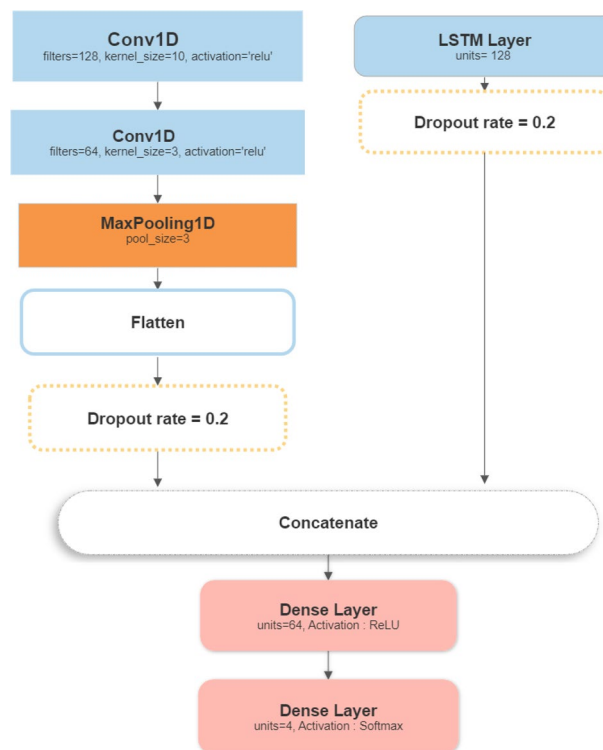 Conv1D
filters=128, kernel_size=10, activation='relu'
Conv1D
filters=64, kernel_size=3, activation='relu'
MaxPooling1D
pool_size=3
Flatten
Dropout rate = 0.2
LSTM Layer
units= 128
Dropout rate = 0.2
Concatenate
Dense Layer
units=64, Activation : ReLU
Dense Layer
units=4, Activation : Softmax